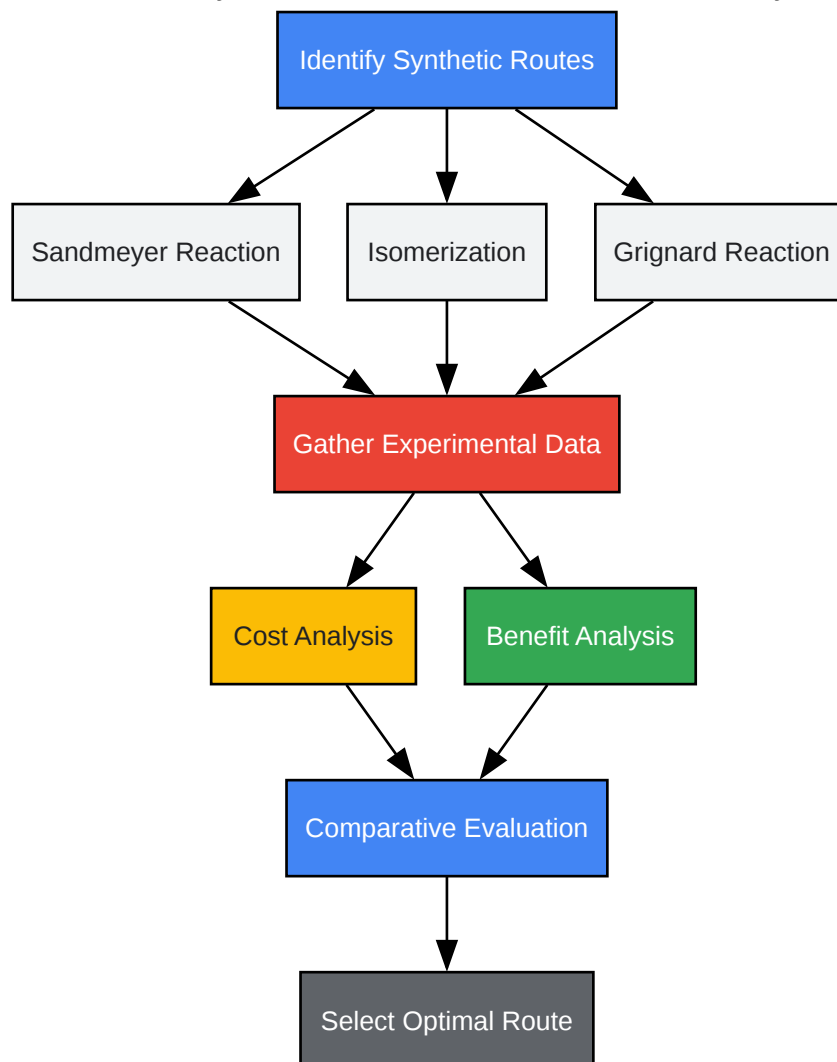 Identify Synthetic Routes
Sandmeyer Reaction
Isomerization
Grignard Reaction
Gather Experimental Data
Cost Analysis
Benefit Analysis
Comparative Evaluation
Select Optimal Route